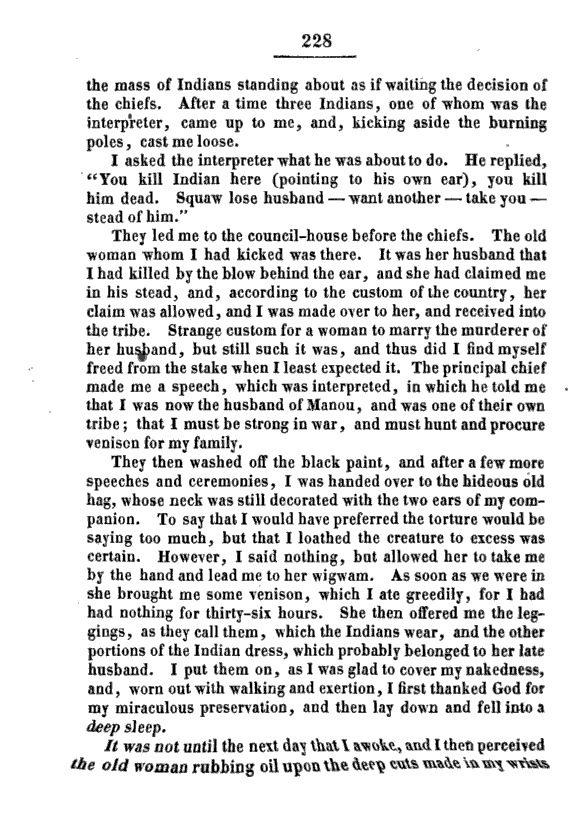 228
the mass of Indians standing about as if waiting the decision of
the chiefs. After a time three Indians, one of whom was the
interpreter, came up to me, and, kicking aside the burning
poles, cast me loose.
I asked the interpreter what he was about to do. He replied,
“You kill Indian here (pointing to his own ear), you kill
him dead. Squaw lose husband — want another — take you —
stead of him.”
They led me to the council-house before the chiefs. The old
woman whom I had kicked was there. It was her husband that
I had killed by the blow behind the ear, and she had claimed me
in his stead, and, according to the custom of the country, her
claim was allowed, and I was made over to her, and received into
the tribe. Strange custom for a woman to marry the murderer of
her husband, but still such it was, and thus did I find myself
freed from the stake when I least expected it. The principal chief
made me a speech, which was interpreted, in which he told me
that I was now the husband of Manou, and was one of their own
tribe; that I must be strong in war, and must hunt and procure
venison for my family.
They then washed off the black paint, and after a few more
speeches and ceremonies, I was handed over to the hideous old
hag, whose neck was still decorated with the two ears of my com-
panion. To say that I would have preferred the torture would be
saying too much, but that I loathed the creature to excess was
certain. However, I said nothing, but allowed her to take me
by the hand and lead me to her wigwam. As soon as we were in
she brought me some venison, which I ate greedily, for I had
had nothing for thirty-six hours. She then offered me the leg-
gings, as they call them, which the Indians wear, and the other
portions of the Indian dress, which probably belonged to her late
husband. I put them on, as I was glad to cover my nakedness,
and, worn out with walking and exertion, I first thanked God for
my miraculous preservation, and then lay down and fell into a
deep sleep.
It was not until the next day that I awoke, and I then perceived
the old woman rubbing oil upon the deep cuts made in my wrists